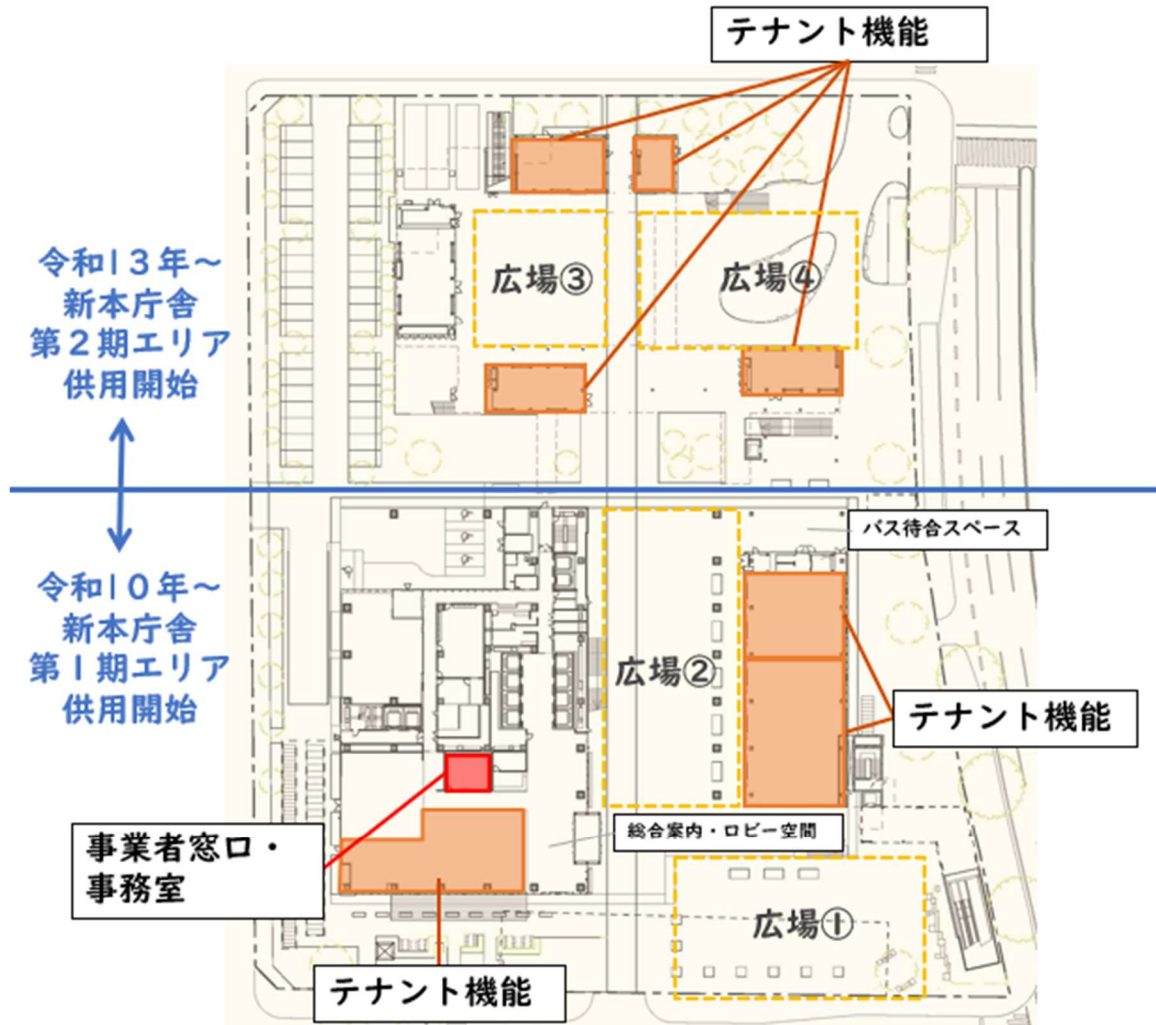 テナント機能
令和13年～
新本庁舎
第２期エリア
供用開始
広場③
広場④
令和10年～
新本庁舎
第１期エリア
供用開始
バス待合スペース
広場②
テナント機能
総合案内・ロビー空間
事業者窓口・
事務室
広場①
テナント機能